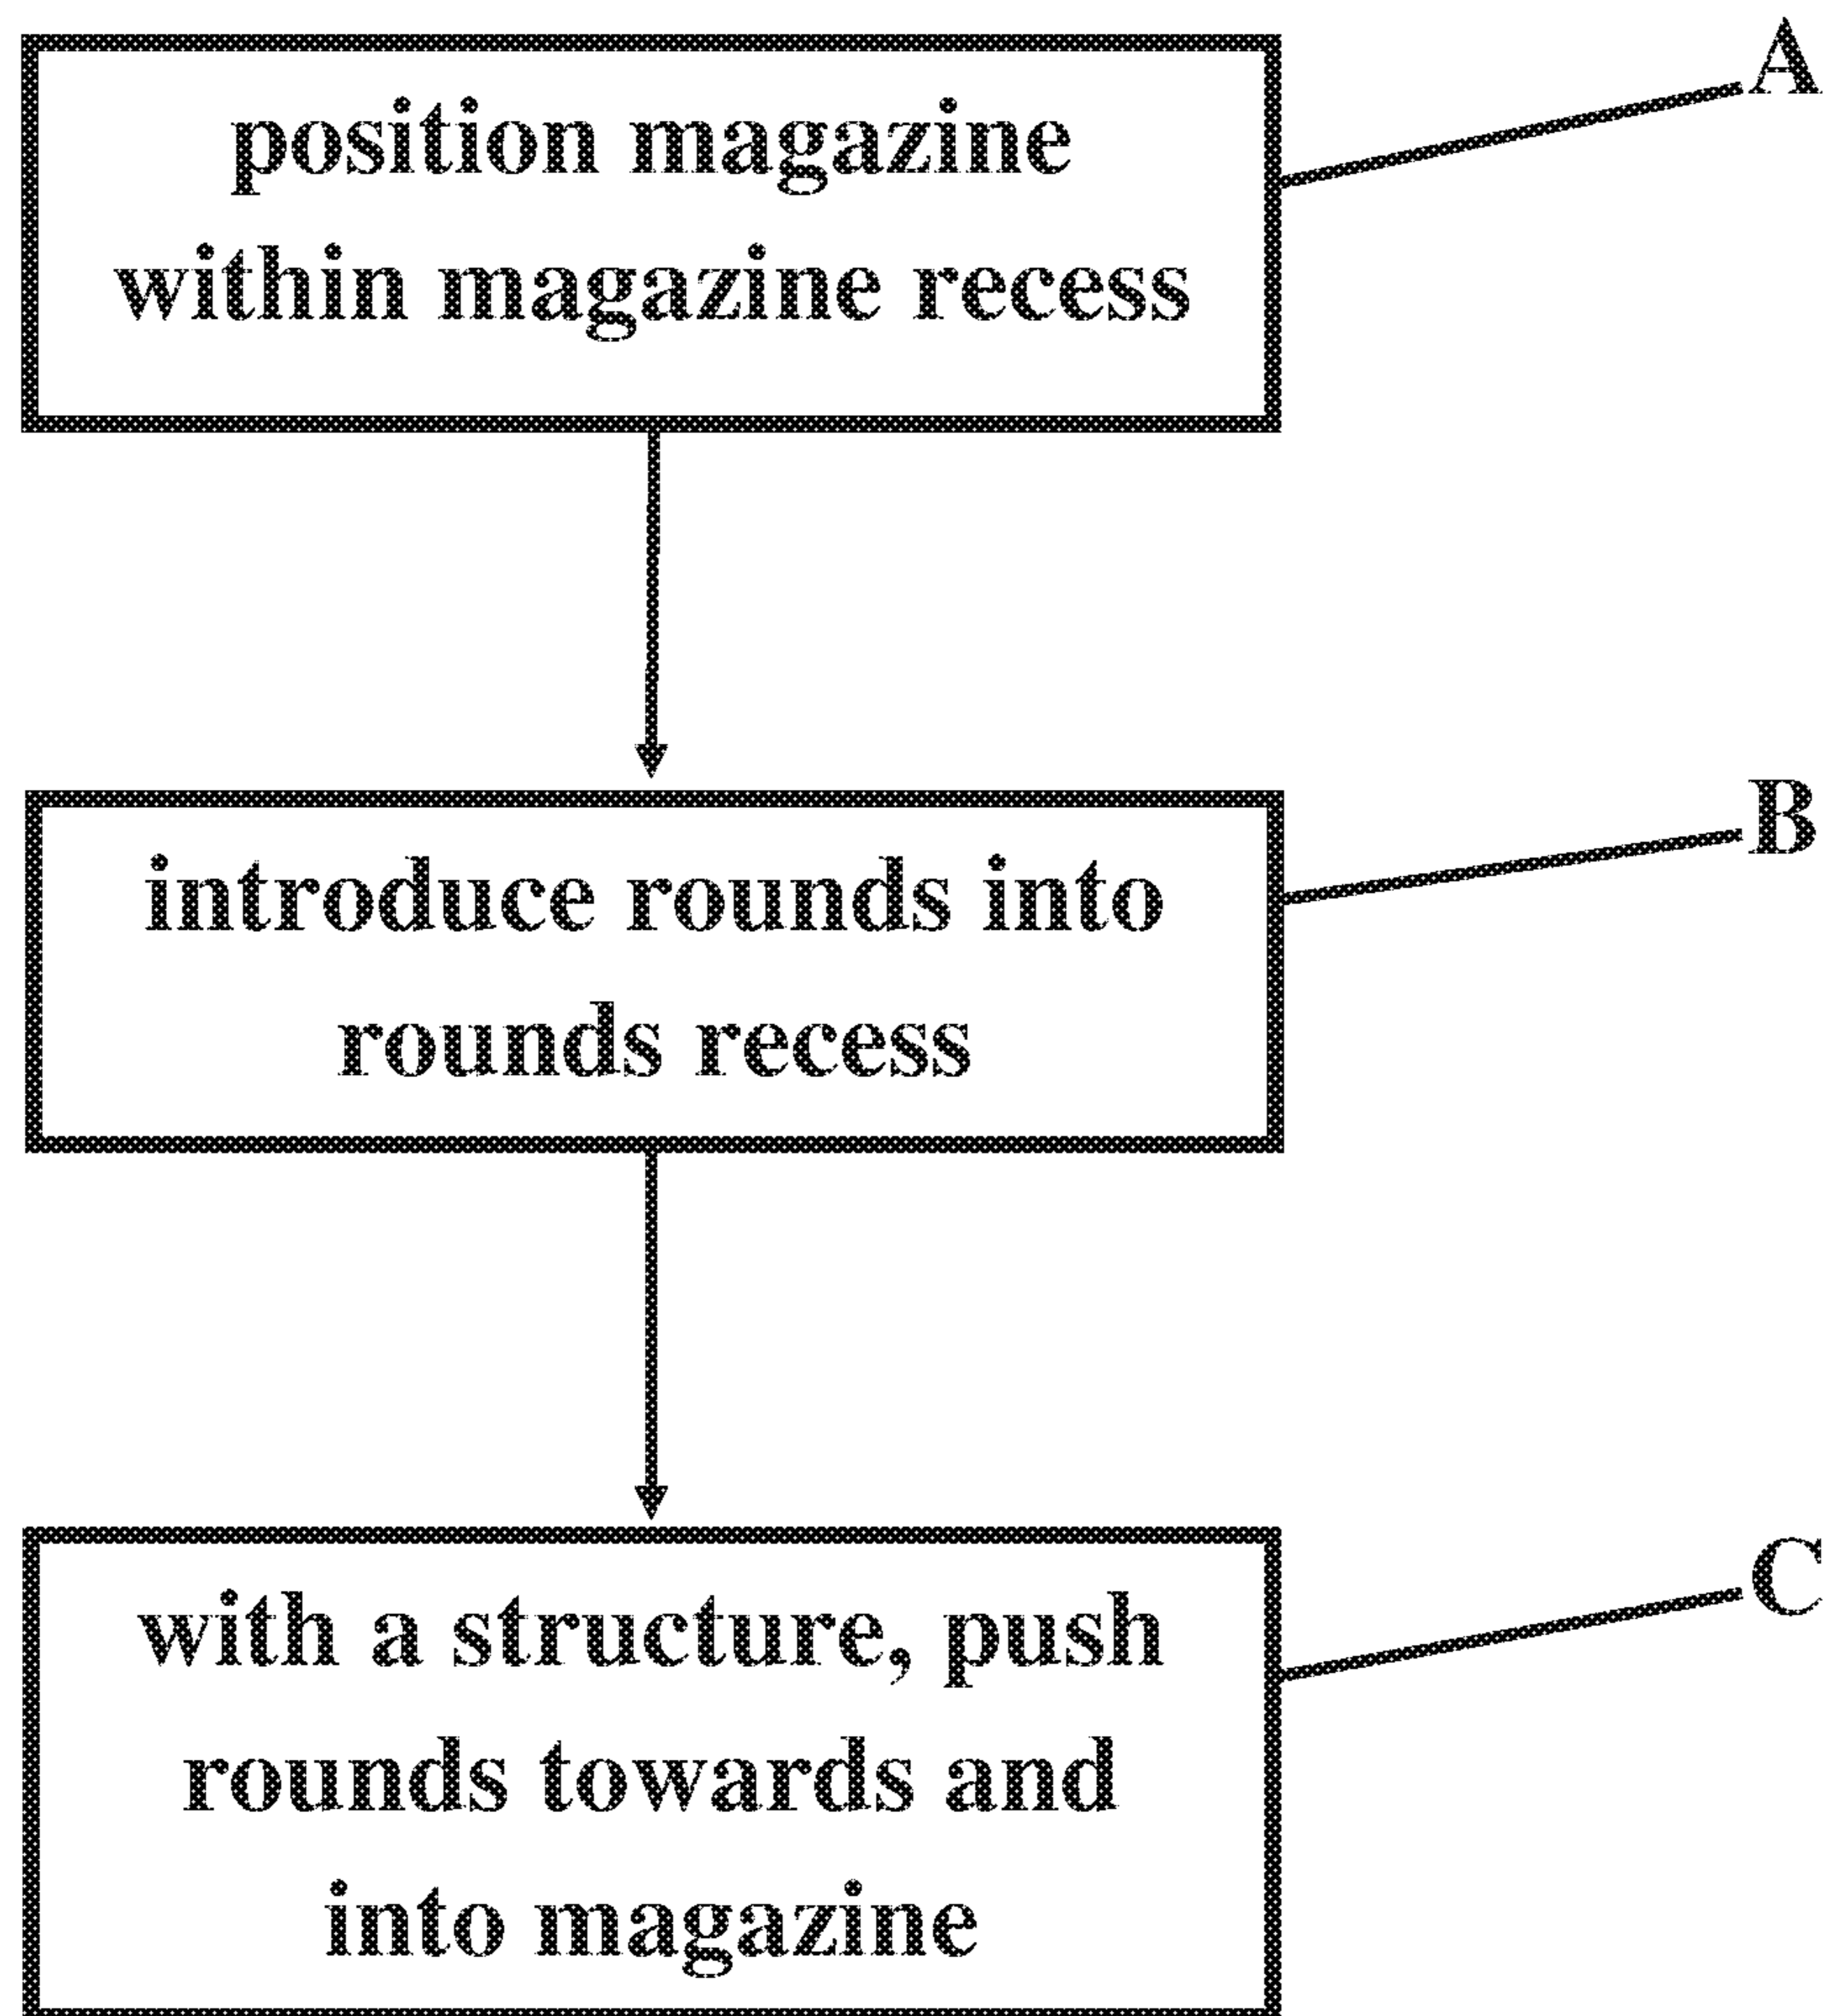 A
position magazine
within magazine recess
B
introduce rounds into
rounds recess
C
with a structure, push
rounds towards and
into magazine